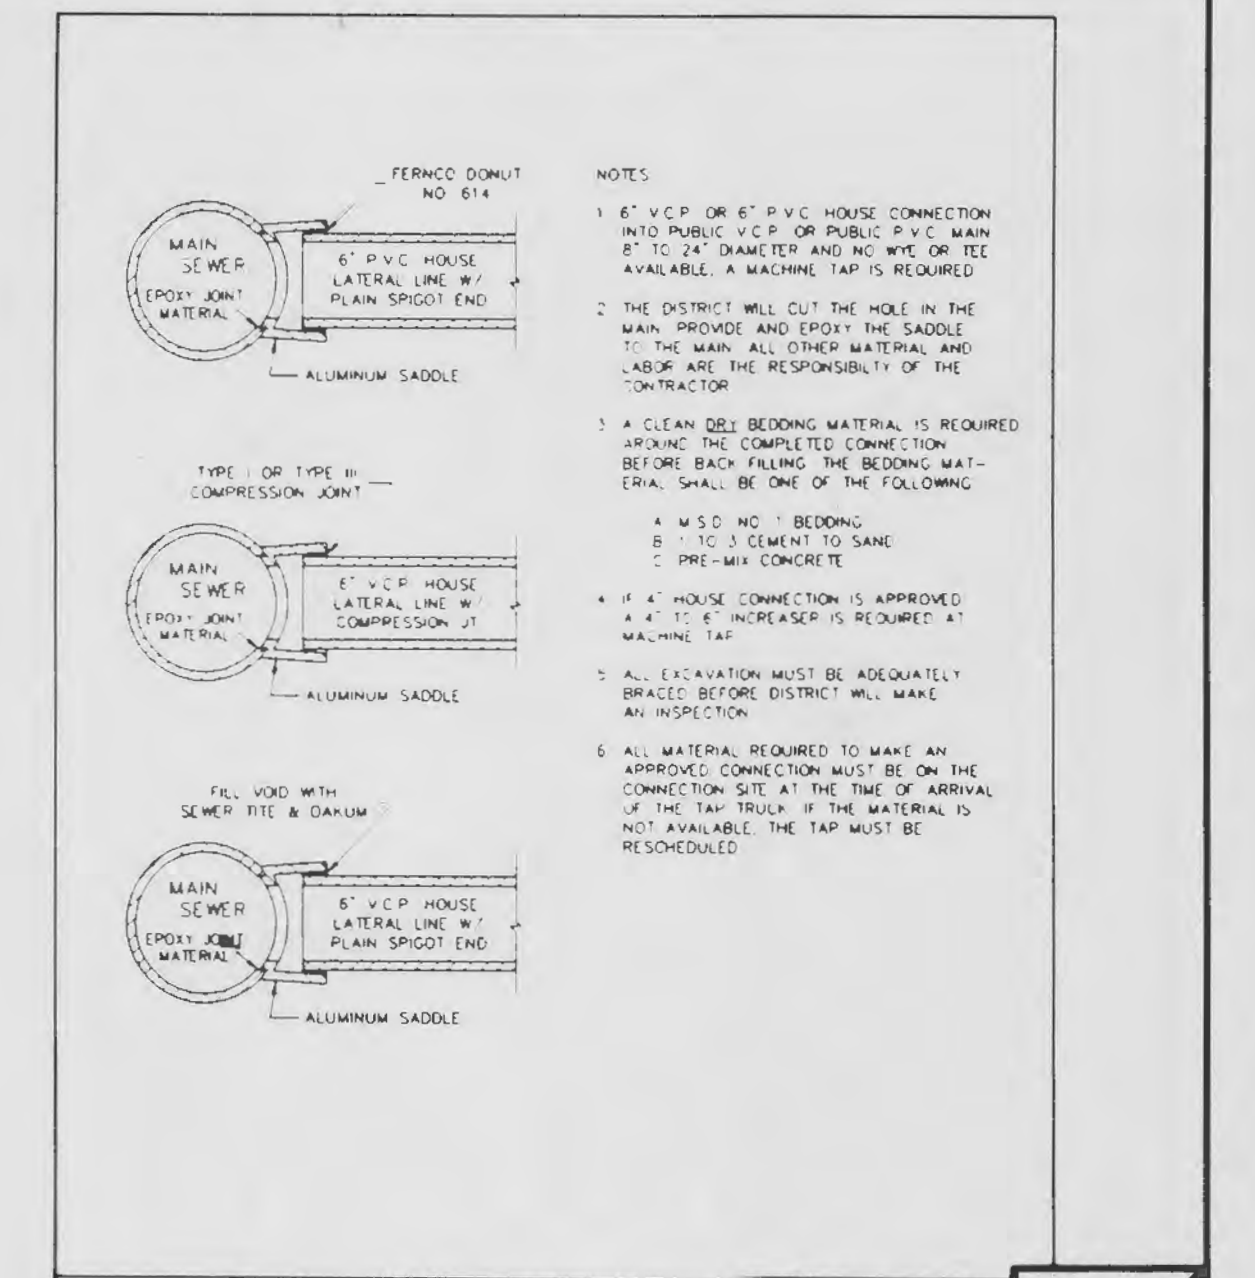 FERNCO DONUT
NO 614
MAIN
SEWER
EPOXY JOINT
MATERIAL
6" P V C HOUSE
LATERAL LINE W/
PLAIN SPIGOT END
ALUMINUM SADDLE
TYPE I OR TYPE III
COMPRESSION JOINT
MAIN
SEWER
EPOXY JOINT
MATERIAL
6" V C P HOUSE
LATERAL LINE W/
COMPRESSION JT
ALUMINUM SADDLE
FILL VOID WITH
SEWER TITE & OAKUM
MAIN
SEWER
EPOXY JOINT
MATERIAL
6" V C P HOUSE
LATERAL LINE W/
PLAIN SPIGOT END
ALUMINUM SADDLE
NOTES
1 6" V C P OR 6" P V C HOUSE CONNECTION
INTO PUBLIC V C P OR PUBLIC P V C MAIN
8" TO 24" DIAMETER AND NO WYE OR TEE
AVAILABLE, A MACHINE TAP IS REQUIRED
2 THE DISTRICT WILL CUT THE HOLE IN THE
MAIN PROVIDE AND EPOXY THE SADDLE
TO THE MAIN ALL OTHER MATERIAL AND
LABOR ARE THE RESPONSIBILTY OF THE
CONTRACTOR
3 A CLEAN DRY BEDDING MATERIAL IS REQUIRED
AROUND THE COMPLETED CONNECTION
BEFORE BACK FILLING THE BEDDING MAT-
ERIAL SHALL BE ONE OF THE FOLLOWING
A M S D NO 1 BEDDING
B 1 TO 3 CEMENT TO SAND
C PRE-MIX CONCRETE
4 IF 4" HOUSE CONNECTION IS APPROVED
A 4" TO 6" INCREASER IS REQUIRED AT
MACHINE TAP
5 ALL EXCAVATION MUST BE ADEQUATELY
BRACED BEFORE DISTRICT WILL MAKE
AN INSPECTION
6 ALL MATERIAL REQUIRED TO MAKE AN
APPROVED CONNECTION MUST BE ON THE
CONNECTION SITE AT THE TIME OF ARRIVAL
OF THE TAP TRUCK IF THE MATERIAL IS
NOT AVAILABLE, THE TAP MUST BE
RESCHEDULED